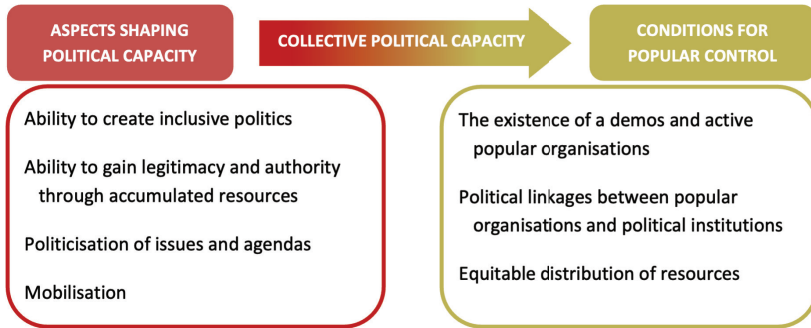 ASPECTS SHAPING
POLITICAL CAPACITY
COLLECTIVE POLITICAL CAPACITY
CONDITIONS FOR
POPULAR CONTROL
Ability to create inclusive politics
Ability to gain legitimacy and authority
through accumulated resources
Politicisation of issues and agendas
Mobilisation
The existence of a demos and active
popular organisations
Political linkages between popular
organisations and political institutions
Equitable distribution of resources